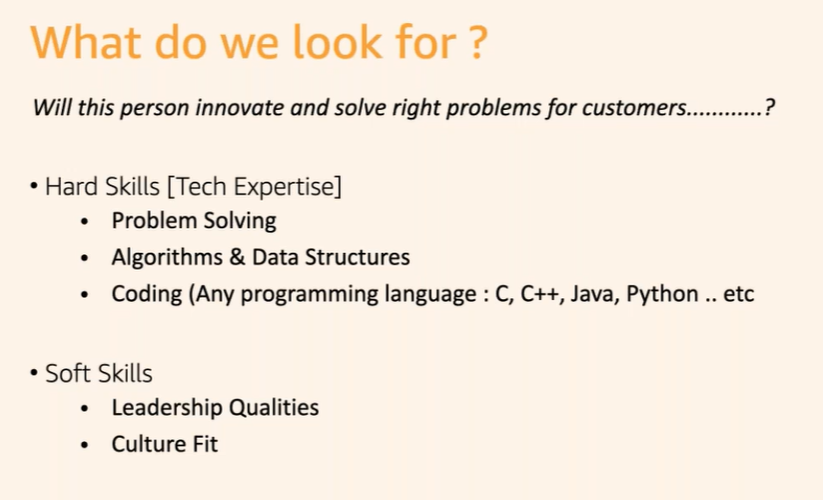 What do we look for ?
Will this person innovate and solve right problems for customers............?
• Hard Skills [Tech Expertise]
• Problem Solving
• Algorithms & Data Structures
• Coding (Any programming language : C, C++, Java, Python .. etc
• Soft Skills
• Leadership Qualities
• Culture Fit